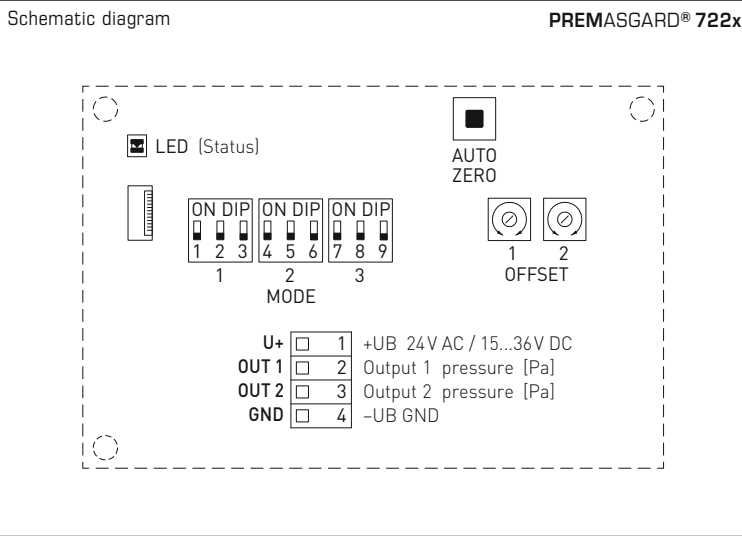 Schematic diagram
PREMASGARD® 722x
LED (Status)
AUTO
ZERO
ON DIP ON DIP ON DIP
1 2 3 4 5 6 7 8 9
1 2 3
MODE
1 2
OFFSET
U+ 1 +UB 24V AC / 15...36V DC
OUT 1 2 Output 1 pressure [Pa]
OUT 2 3 Output 2 pressure [Pa]
GND 4 –UB GND